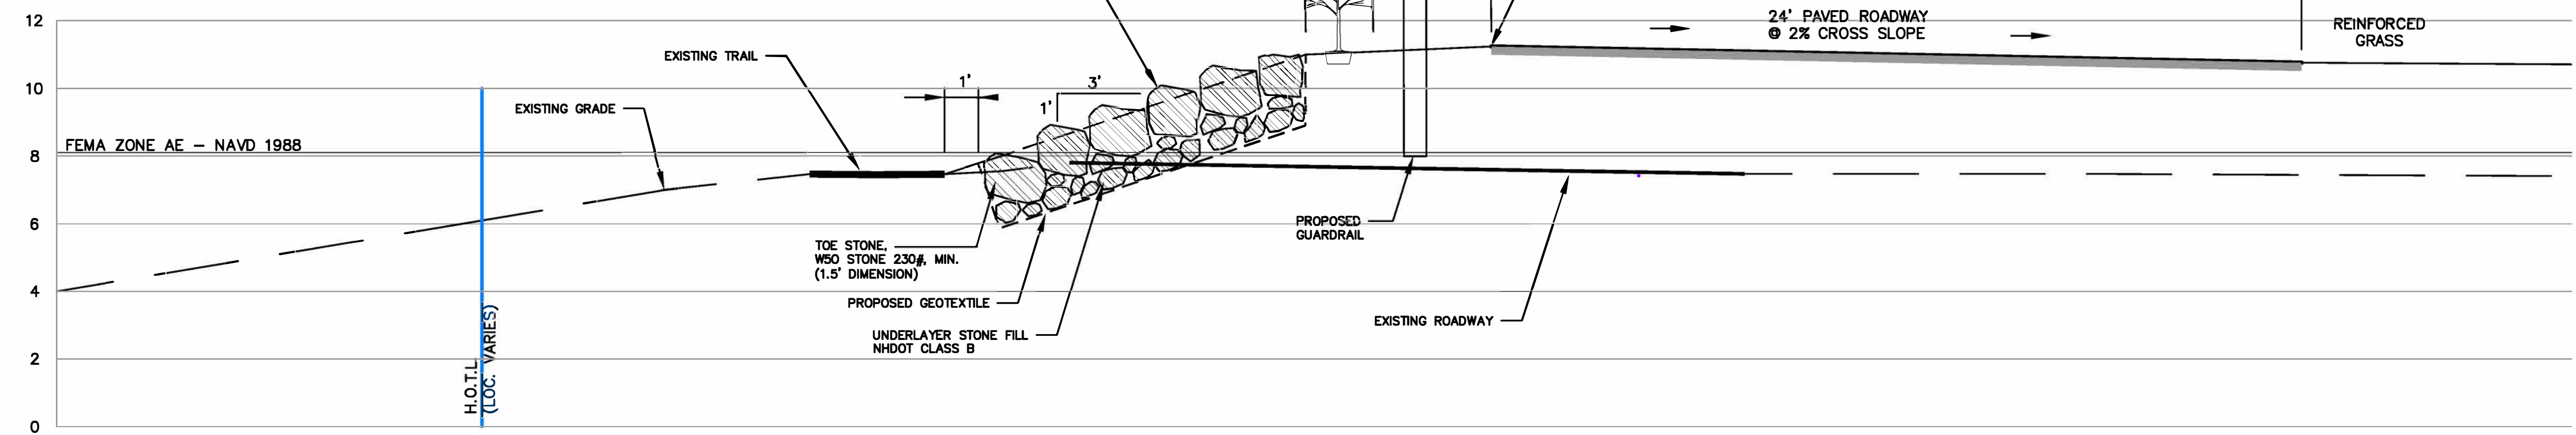 12
24' PAVED ROADWAY
@ 2% CROSS SLOPE
REINFORCED
GRASS
EXISTING TRAIL
10
1'
3'
1'
EXISTING GRADE
FEMA ZONE AE – NAVD 1988
8
6
PROPOSED
GUARDRAIL
TOE STONE,
W50 STONE 230#, MIN.
(1.5' DIMENSION)
4
PROPOSED GEOTEXTILE
EXISTING ROADWAY
UNDERLAYER STONE FILL
NHDOT CLASS B
2
H.O.T.L
(LOC. VARIES)
0